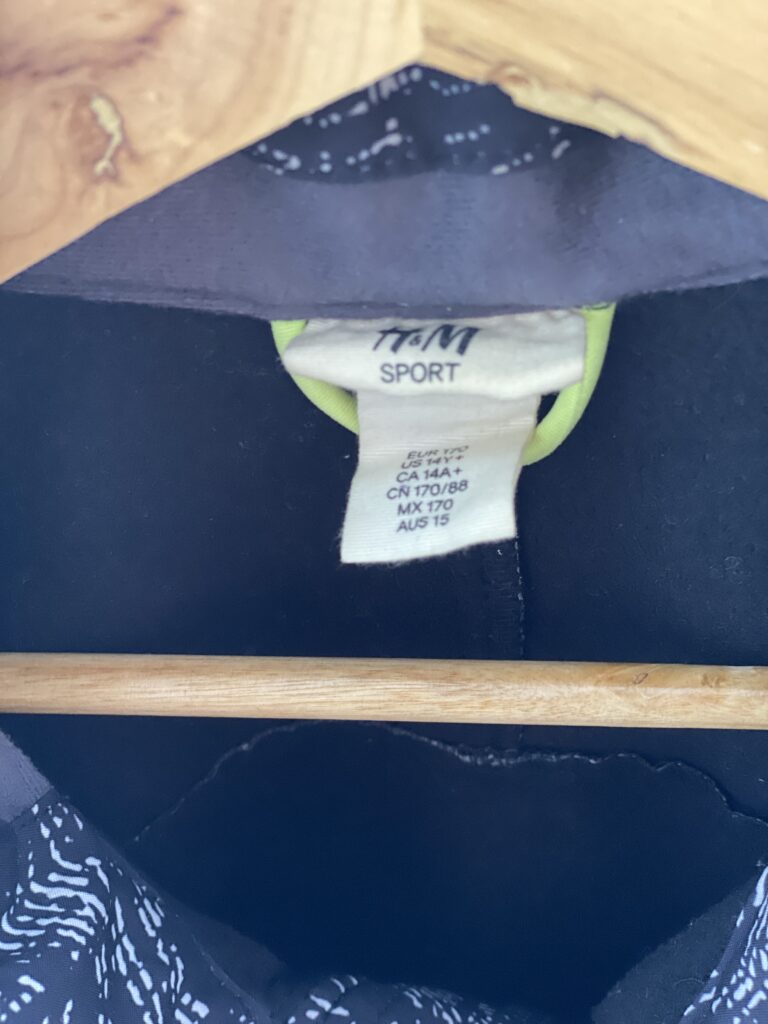 H&M
SPORT
EUR 170
US 14Y+
CA 14A+
CN 170/88
MX 170
AUS 15